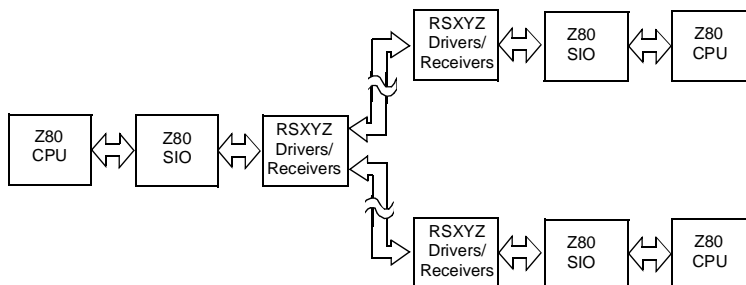 RSXYZ
Drivers/
Receivers
Z80
SIO
Z80
CPU
Z80
CPU
Z80
SIO
RSXYZ
Drivers/
Receivers
RSXYZ
Drivers/
Receivers
Z80
SIO
Z80
CPU